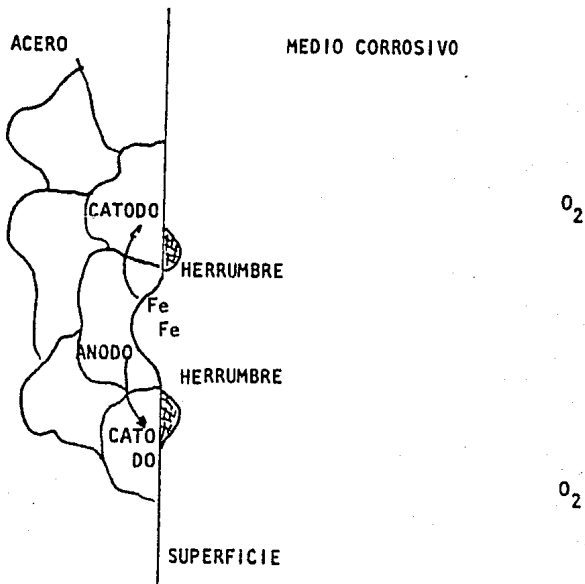 ACERO
MEDIO CORROSIVO
CATODO
O2
HERRUMBRE
Fe
Fe
ANODO
HERRUMBRE
CATO
DO
O2
SUPERFICIE